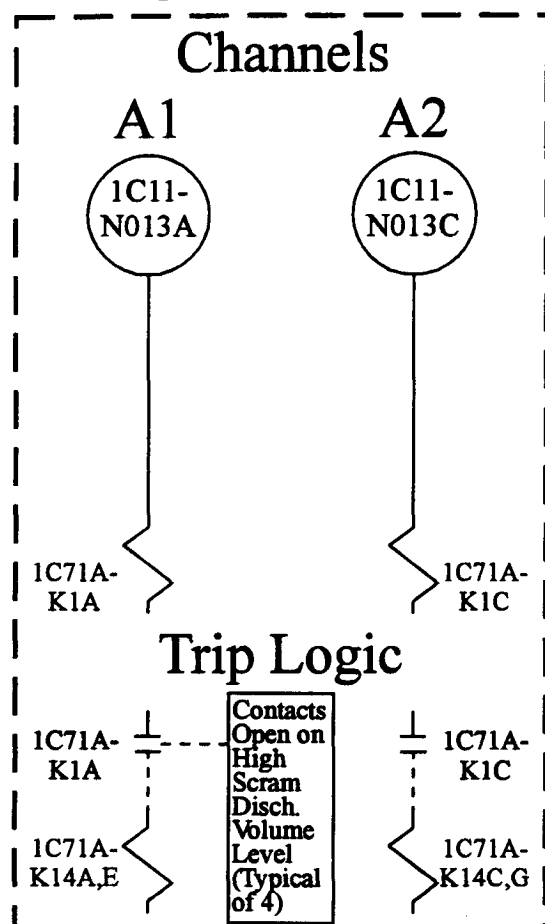 Channels
A1
A2
1C11-
N013A
1C11-
N013C
1C71A-
K1A
1C71A-
K1C
Trip Logic
1C71A-
K1A
Contacts
Open on
High
Scram
Disch.
Volume
Level
(Typical
of 4)
1C71A-
K1C
1C71A-
K14A,E
1C71A-
K14C,G